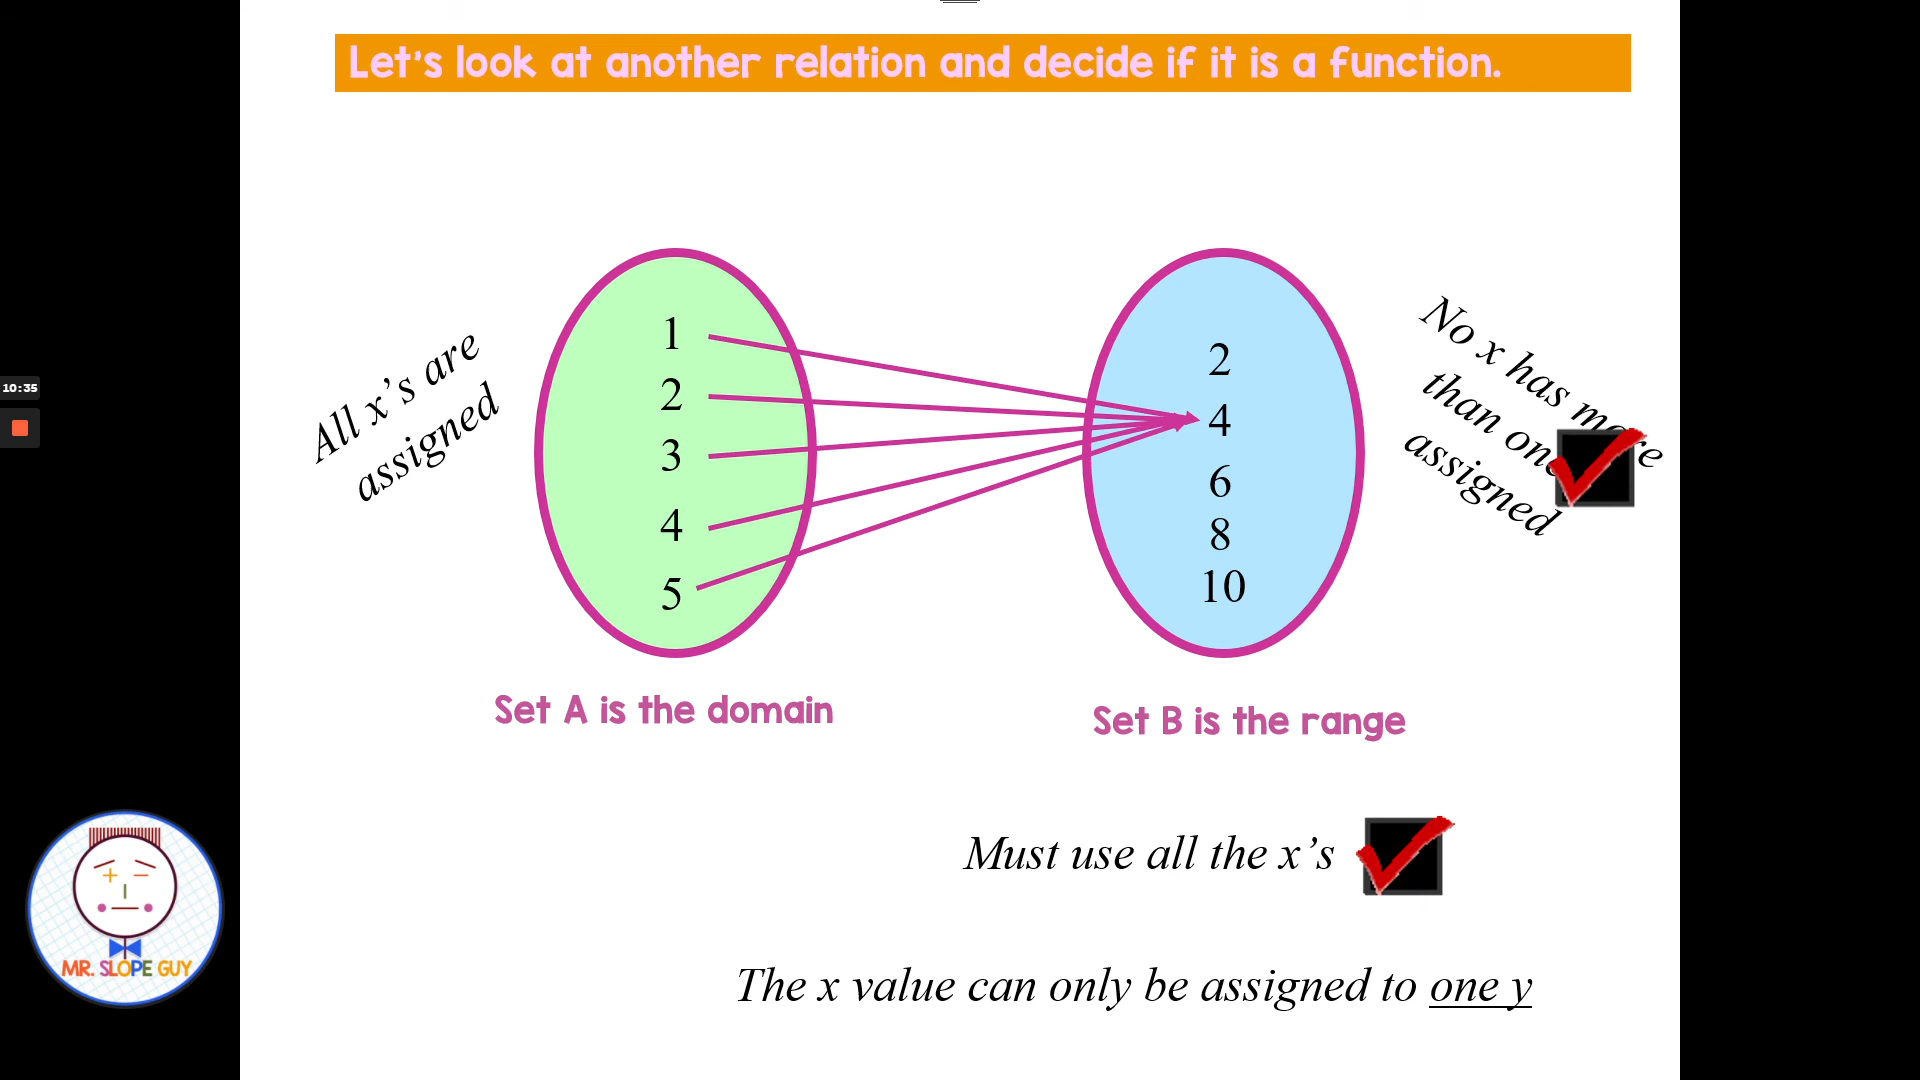 Let's look at another relation and decide if it is a function.
All x's are
assigned
1
2
3
4
5
2
4
6
8
10
No x has more
than one
assigned
10:35
Set A is the domain
Set B is the range
Must use all the x's
The x value can only be assigned to one y
MR. SLOPE GUY